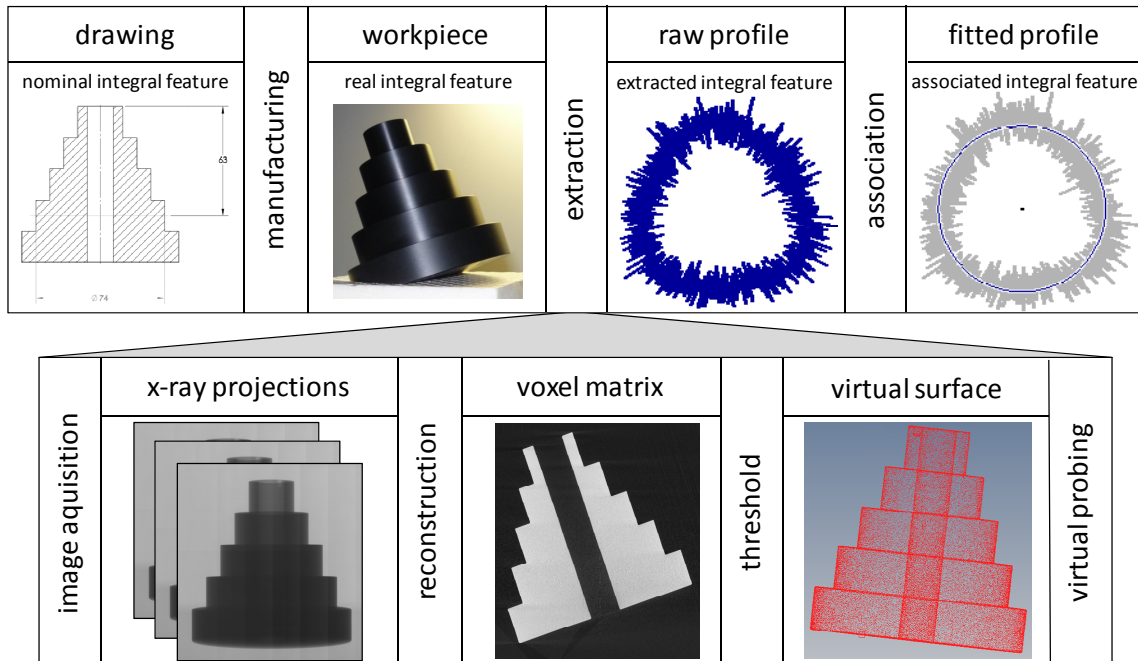 drawing
nominal integral feature
63
Ø 74
manufacturing
workpiece
real integral feature
extraction
raw profile
extracted integral feature
association
fitted profile
associated integral feature
image aquisition
x-ray projections
reconstruction
voxel matrix
threshold
virtual surface
virtual probing